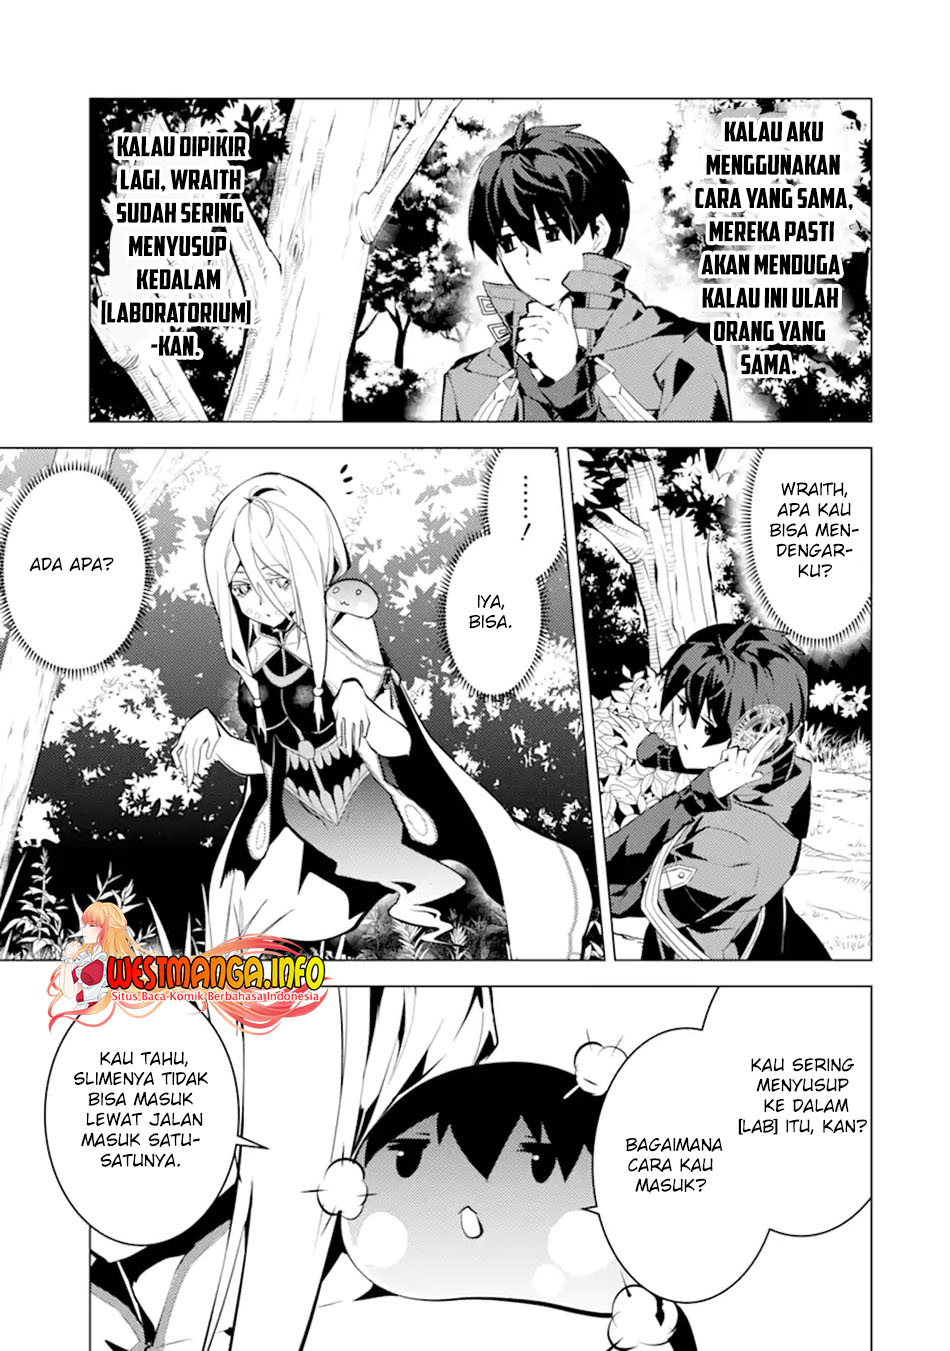 KALAU AKU
MENGGUNAKAN
CARA YANG SAMA,
MEREKA PASTI
AKAN MENDUGA
KALAU INI ULAH
ORANG YANG
SAMA.
KALAU DIPIKIR
LAGI, WRAITH
SUDAH SERING
MENYUSUP
KEDALAM
[LABORATORIUM]
-KAN.
WRAITH,
APA KAU
BISA MEN-
DENGAR-
KU?
........
IYA,
BISA.
ADA APA?
WESTMANGA.INFO
Situs Baca Komik Berbahasa Indonesia
KAU SERING
MENYUSUP
KE DALAM
[LAB] ITU, KAN?
BAGAIMANA
CARA KAU
MASUK?
KAU TAHU,
SLIMENYA TIDAK
BISA MASUK
LEWAT JALAN
MASUK SATU-
SATUNYA.